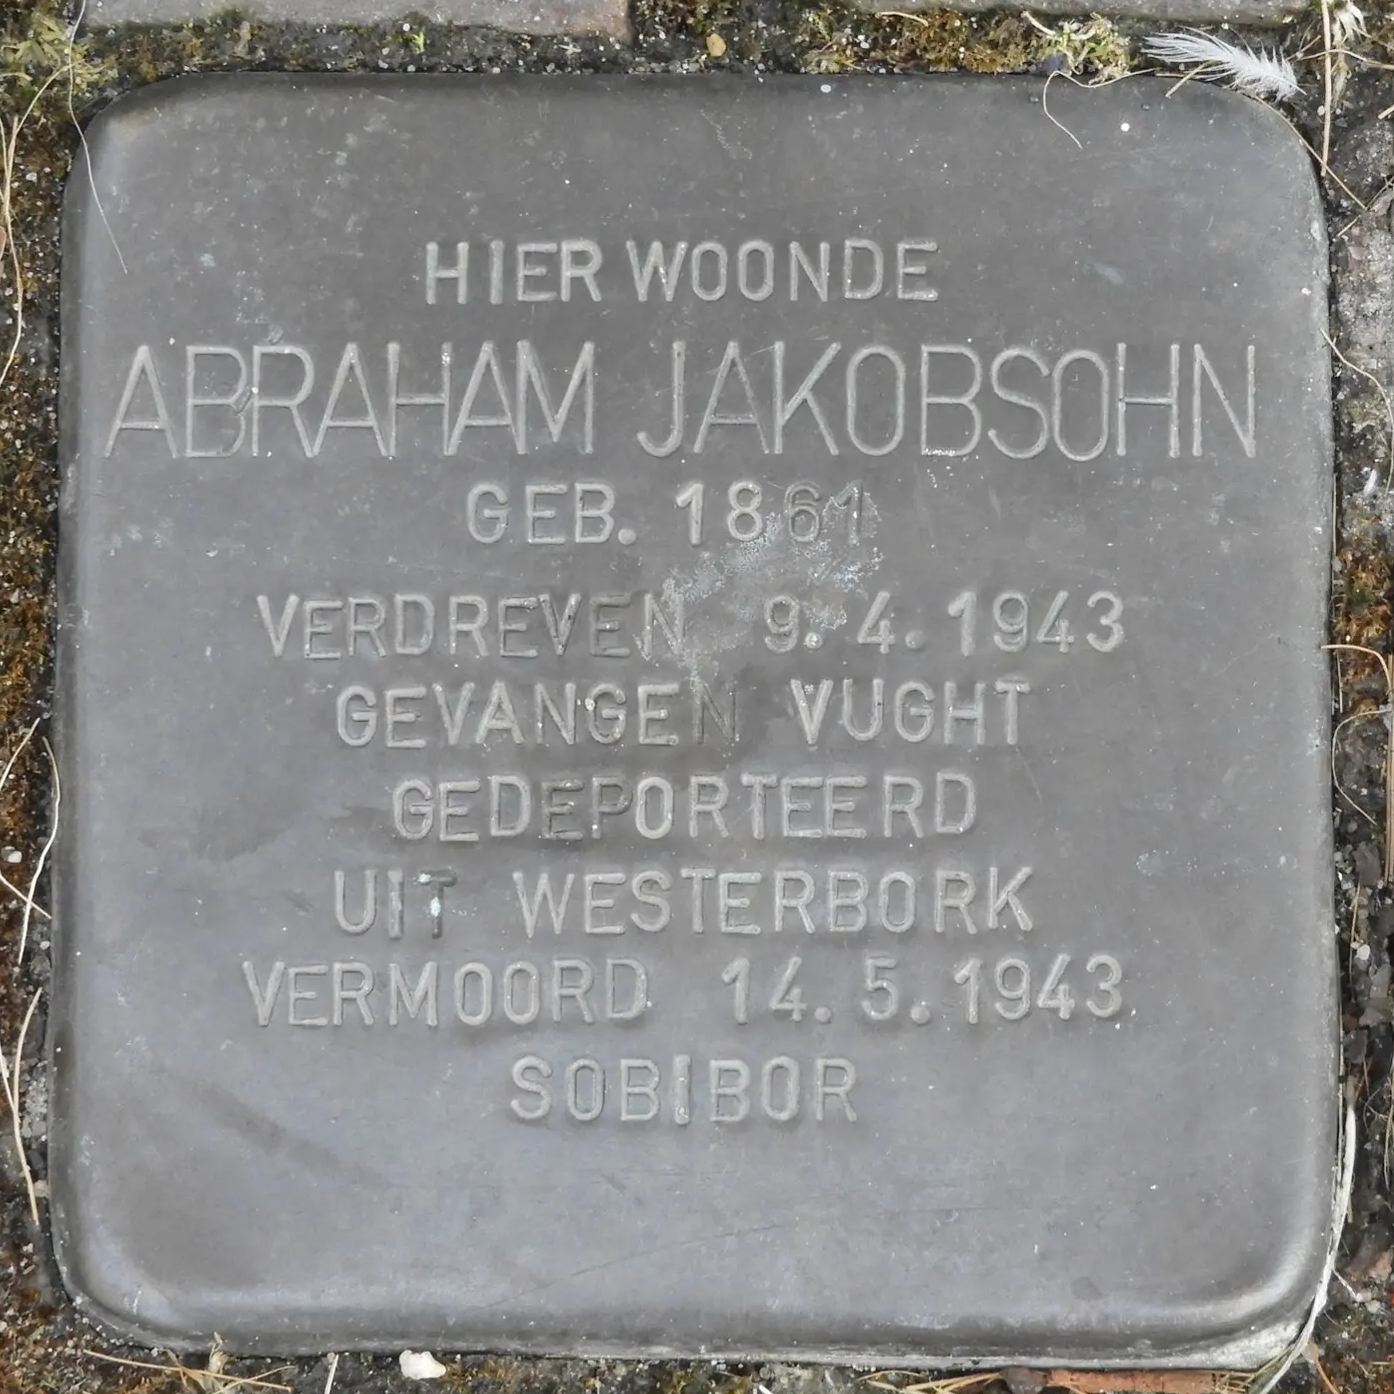 HIER WOONDE
ABRAHAM JAKOBSOHN
GEB. 1861
VERDREVEN 9. 4. 1943
GEVANGEN VUGHT
GEDEPORTEERD
UIT WESTERBORK
VERMOORD 14. 5. 1943
SOBIBOR